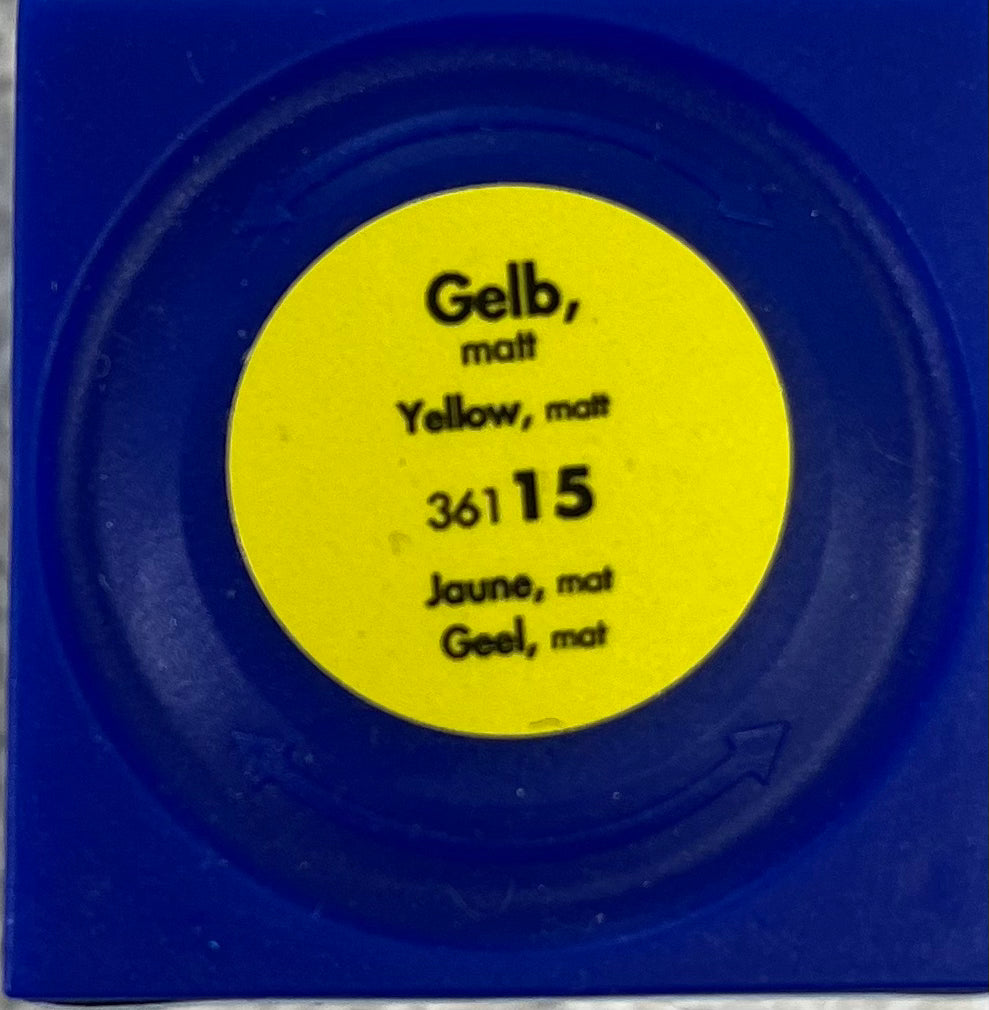 Gelb,
matt
Yellow, matt
36115
Jaune, mat
Geel, mat